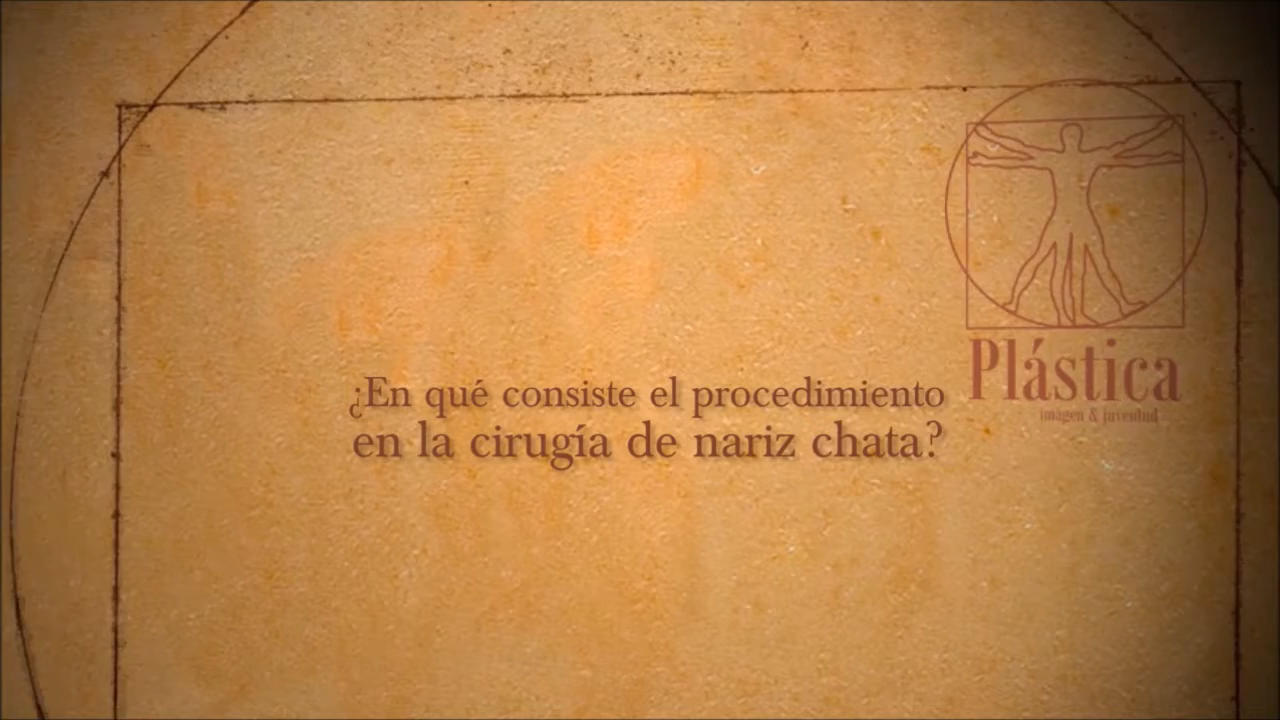 ¿En qué consiste el procedimiento
en la cirugía de nariz chata?
Plástica
imagen & juventud